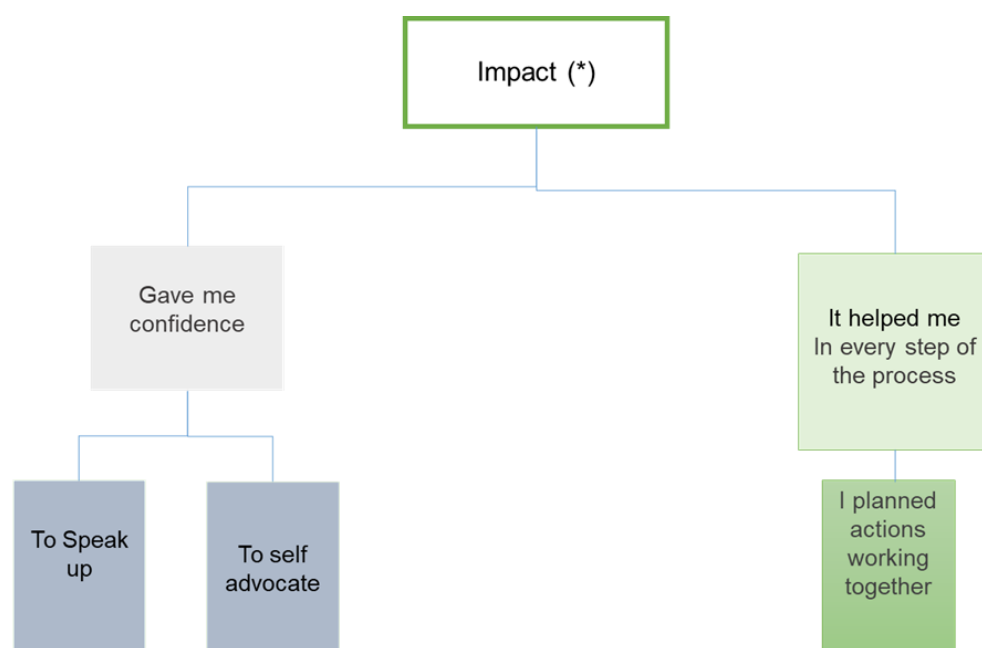 Impact (*)
Gave me
confidence
It helped me
In every step of
the process
To Speak
up
To self
advocate
I planned
actions
working
together